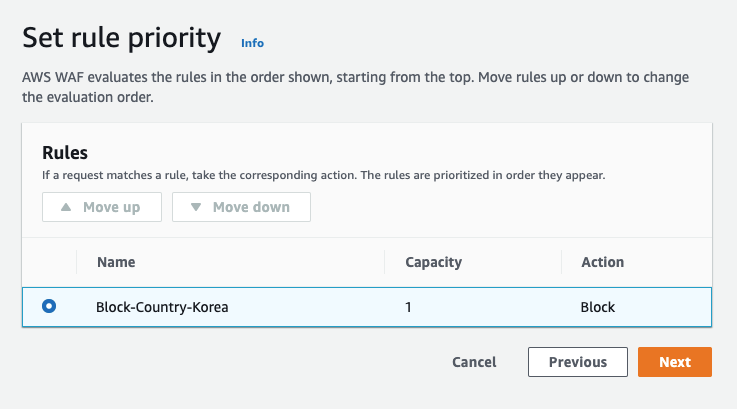 Set rule priority Info
AWS WAF evaluates the rules in the order shown, starting from the top. Move rules up or down to change
the evaluation order.
Rules
If a request matches a rule, take the corresponding action. The rules are prioritized in order they appear.
Move up Move down
Name Capacity Action
Block-Country-Korea 1 Block
Cancel Previous Next